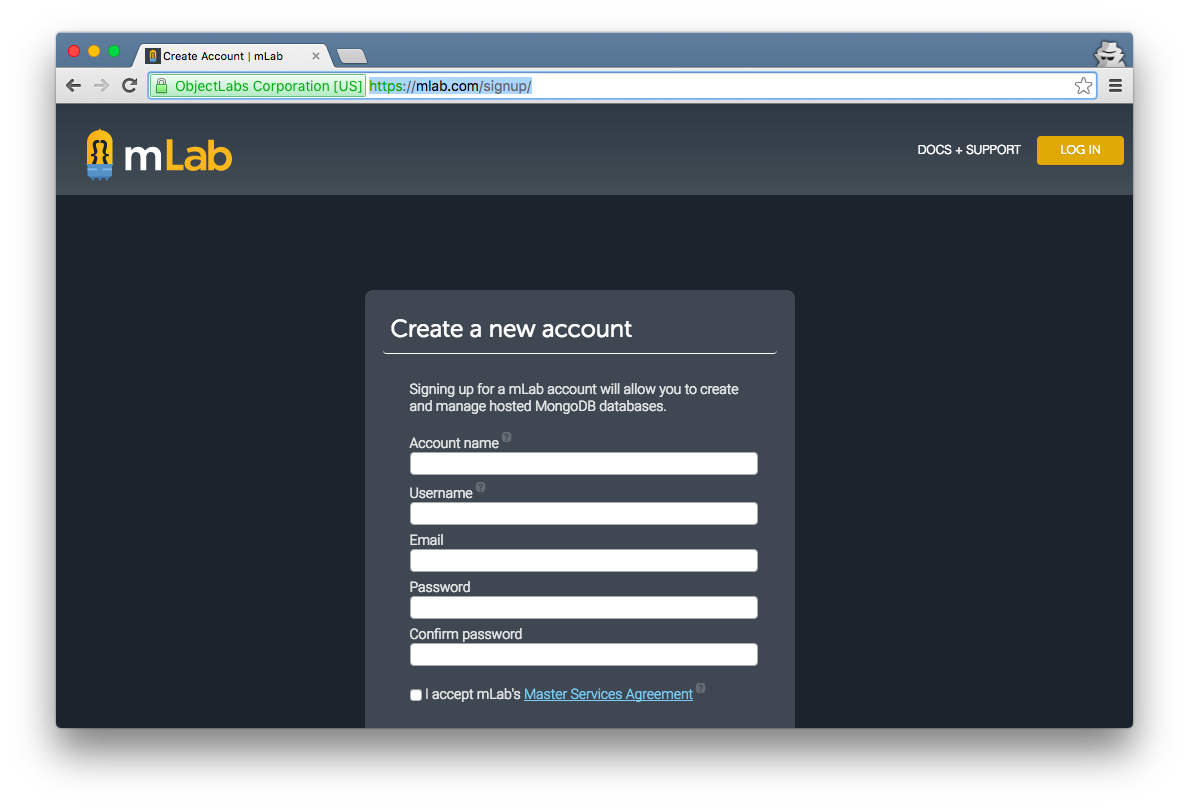 Create Account | mLab
ObjectLabs Corporation [US] https://mlab.com/signup/
mLab
DOCS + SUPPORT
LOG IN
Create a new account
Signing up for a mLab account will allow you to create
and manage hosted MongoDB databases.
Account name ?
Username ?
Email
Password
Confirm password
I accept mLab's Master Services Agreement ?